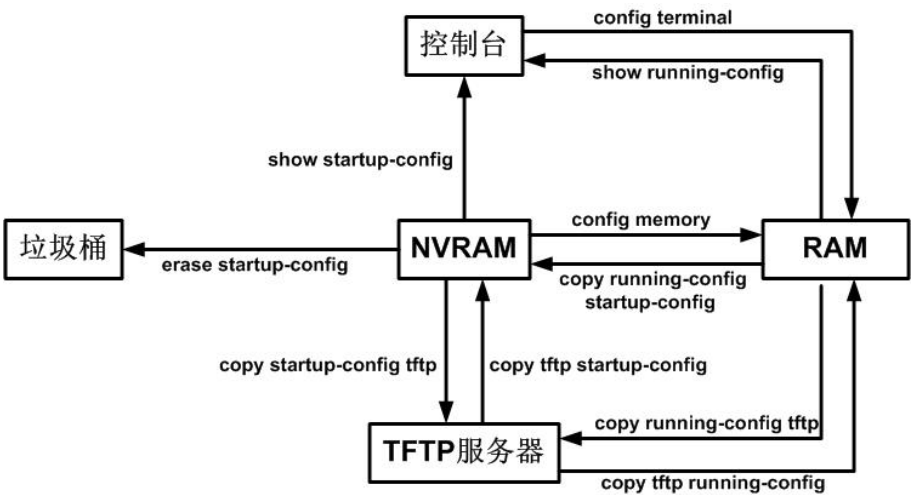 config terminal
控制台
show running-config
show startup-config
垃圾桶
erase startup-config
NVRAM
config memory
copy running-config
startup-config
RAM
copy startup-config tftp
copy tftp startup-config
TFTP服务器
copy running-config tftp
copy tftp running-config